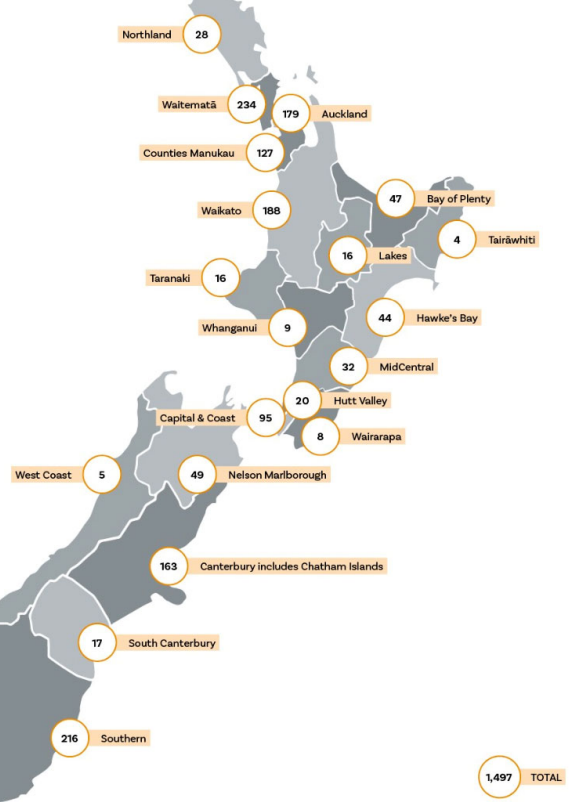 Northland 28
Waitematā 234
179 Auckland
Counties Manukau 127
Waikato 188
47 Bay of Plenty
4 Tairāwhiti
16 Lakes
Taranaki 16
44 Hawke's Bay
Whanganui 9
32 MidCentral
20 Hutt Valley
Capital & Coast 95
8 Wairarapa
West Coast 5
49 Nelson Marlborough
163 Canterbury includes Chatham Islands
17 South Canterbury
216 Southern
1,497 TOTAL